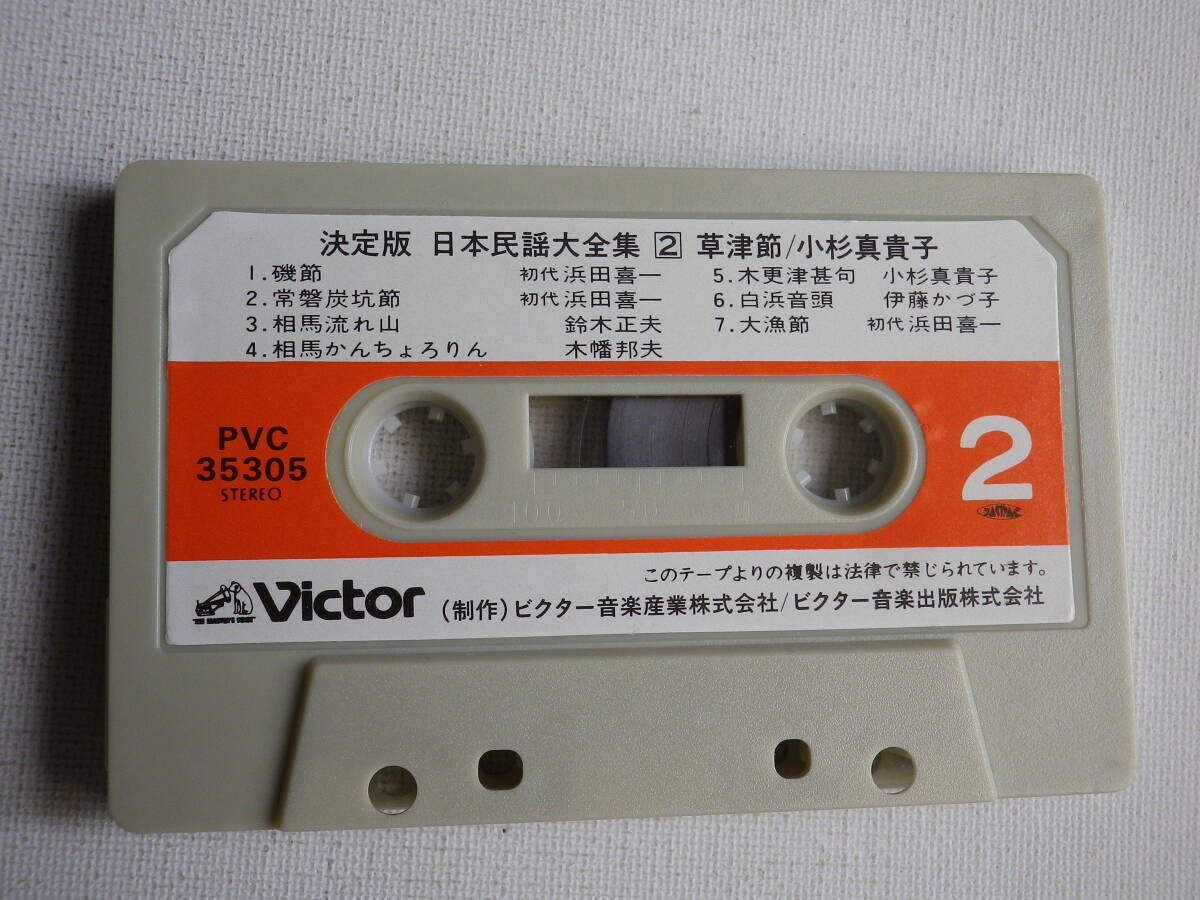 決定版 日本民謡大全集 2 草津節/小杉真貴子
1.磯節 初代 浜田喜一
2.常磐炭坑節 初代 浜田喜一
3.相馬流れ山 鈴木正夫
4.相馬かんちょろりん 木幡邦夫
5.木更津甚句 小杉真貴子
6.白浜音頭 伊藤かづ子
7.大漁節 初代 浜田喜一
PVC
35305
STEREO
2
100 50
このテープよりの複製は法律で禁じられています。
Victor (制作)ビクター音楽産業株式会社/ビクター音楽出版株式会社